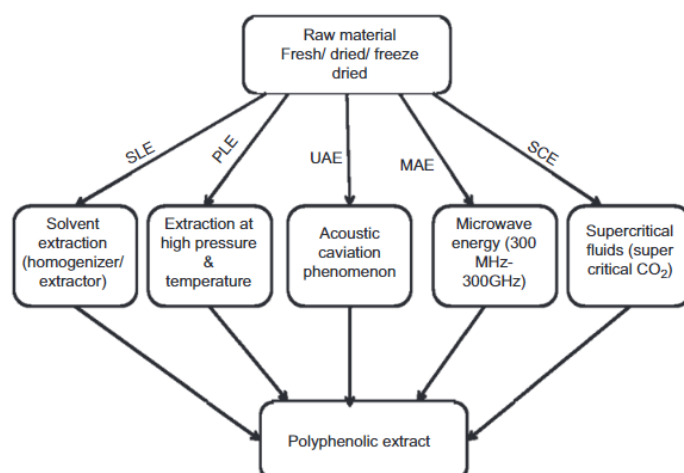 Raw material
Fresh/ dried/ freeze
dried
SLE
PLE
UAE
MAE
SCE
Solvent
extraction
(homogenizer/
extractor)
Extraction at
high pressure
&
temperature
Acoustic
caviation
phenomenon
Microwave
energy (300
MHz-
300GHz)
Supercritical
fluids (super
critical CO₂)
Polyphenolic extract